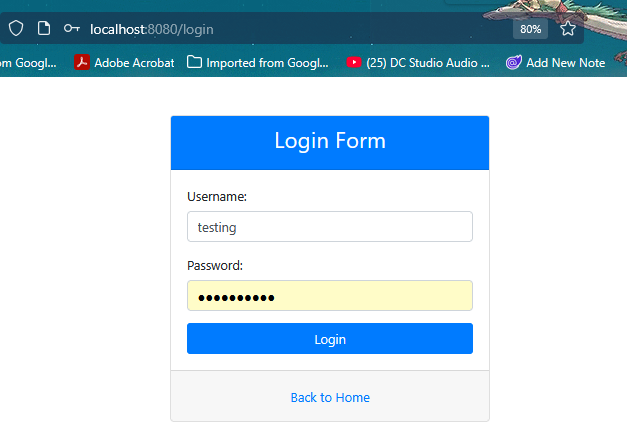 localhost:8080/login
80%
om Googl...
Adobe Acrobat
Imported from Googl...
(25) DC Studio Audio ...
Add New Note
Login Form
Username:
testing
Password:
Login
Back to Home